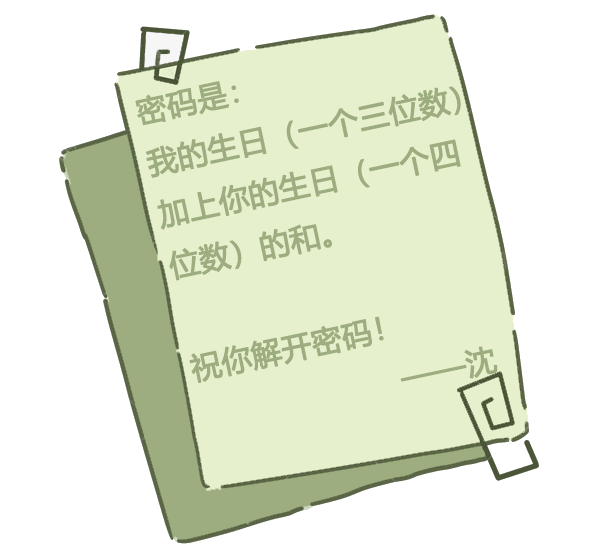 密码是：
我的生日（一个三位数）
加上你的生日（一个四
位数）的和。
祝你解开密码！
——沈